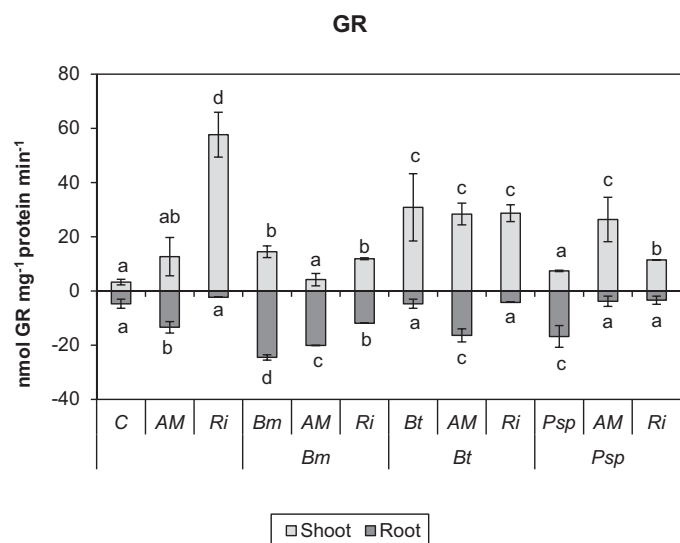 GR
nmol GR mg⁻¹ protein min⁻¹
80
60
40
20
0
-20
-40
a ab d b a b c c c a c b
a b a d c b a c a c a a
C AM Ri Bm AM Ri Bt AM Ri Psp AM Ri
Bm Bt Psp
Shoot Root